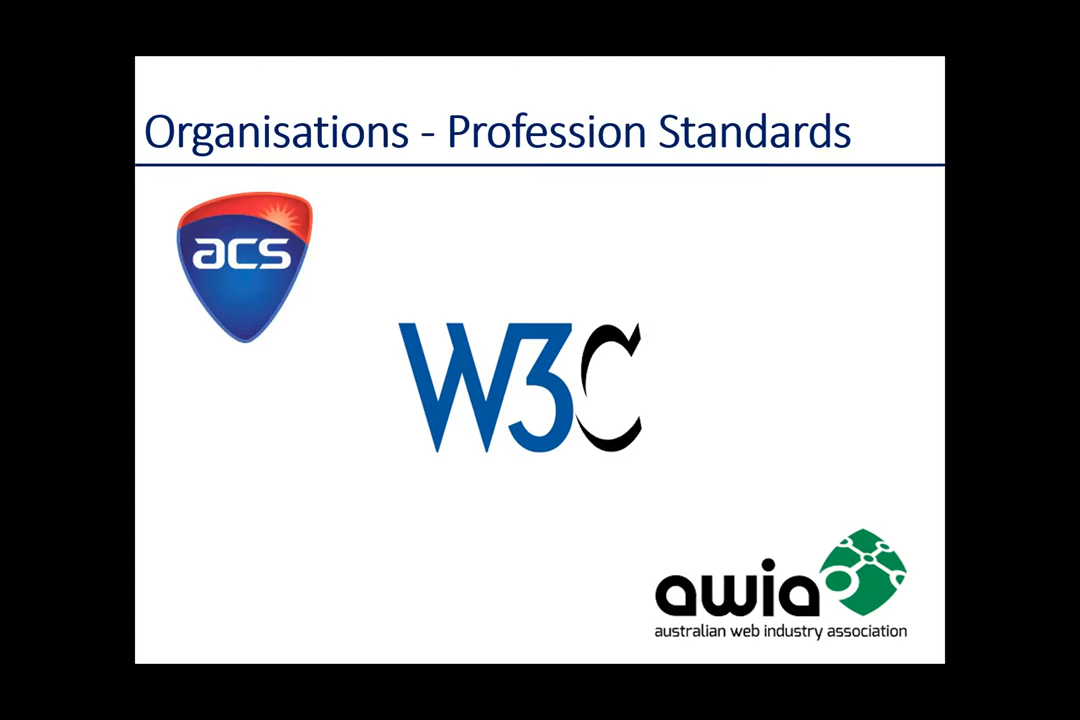 Organisations - Profession Standards
acs
W3C
awia
australian web industry association